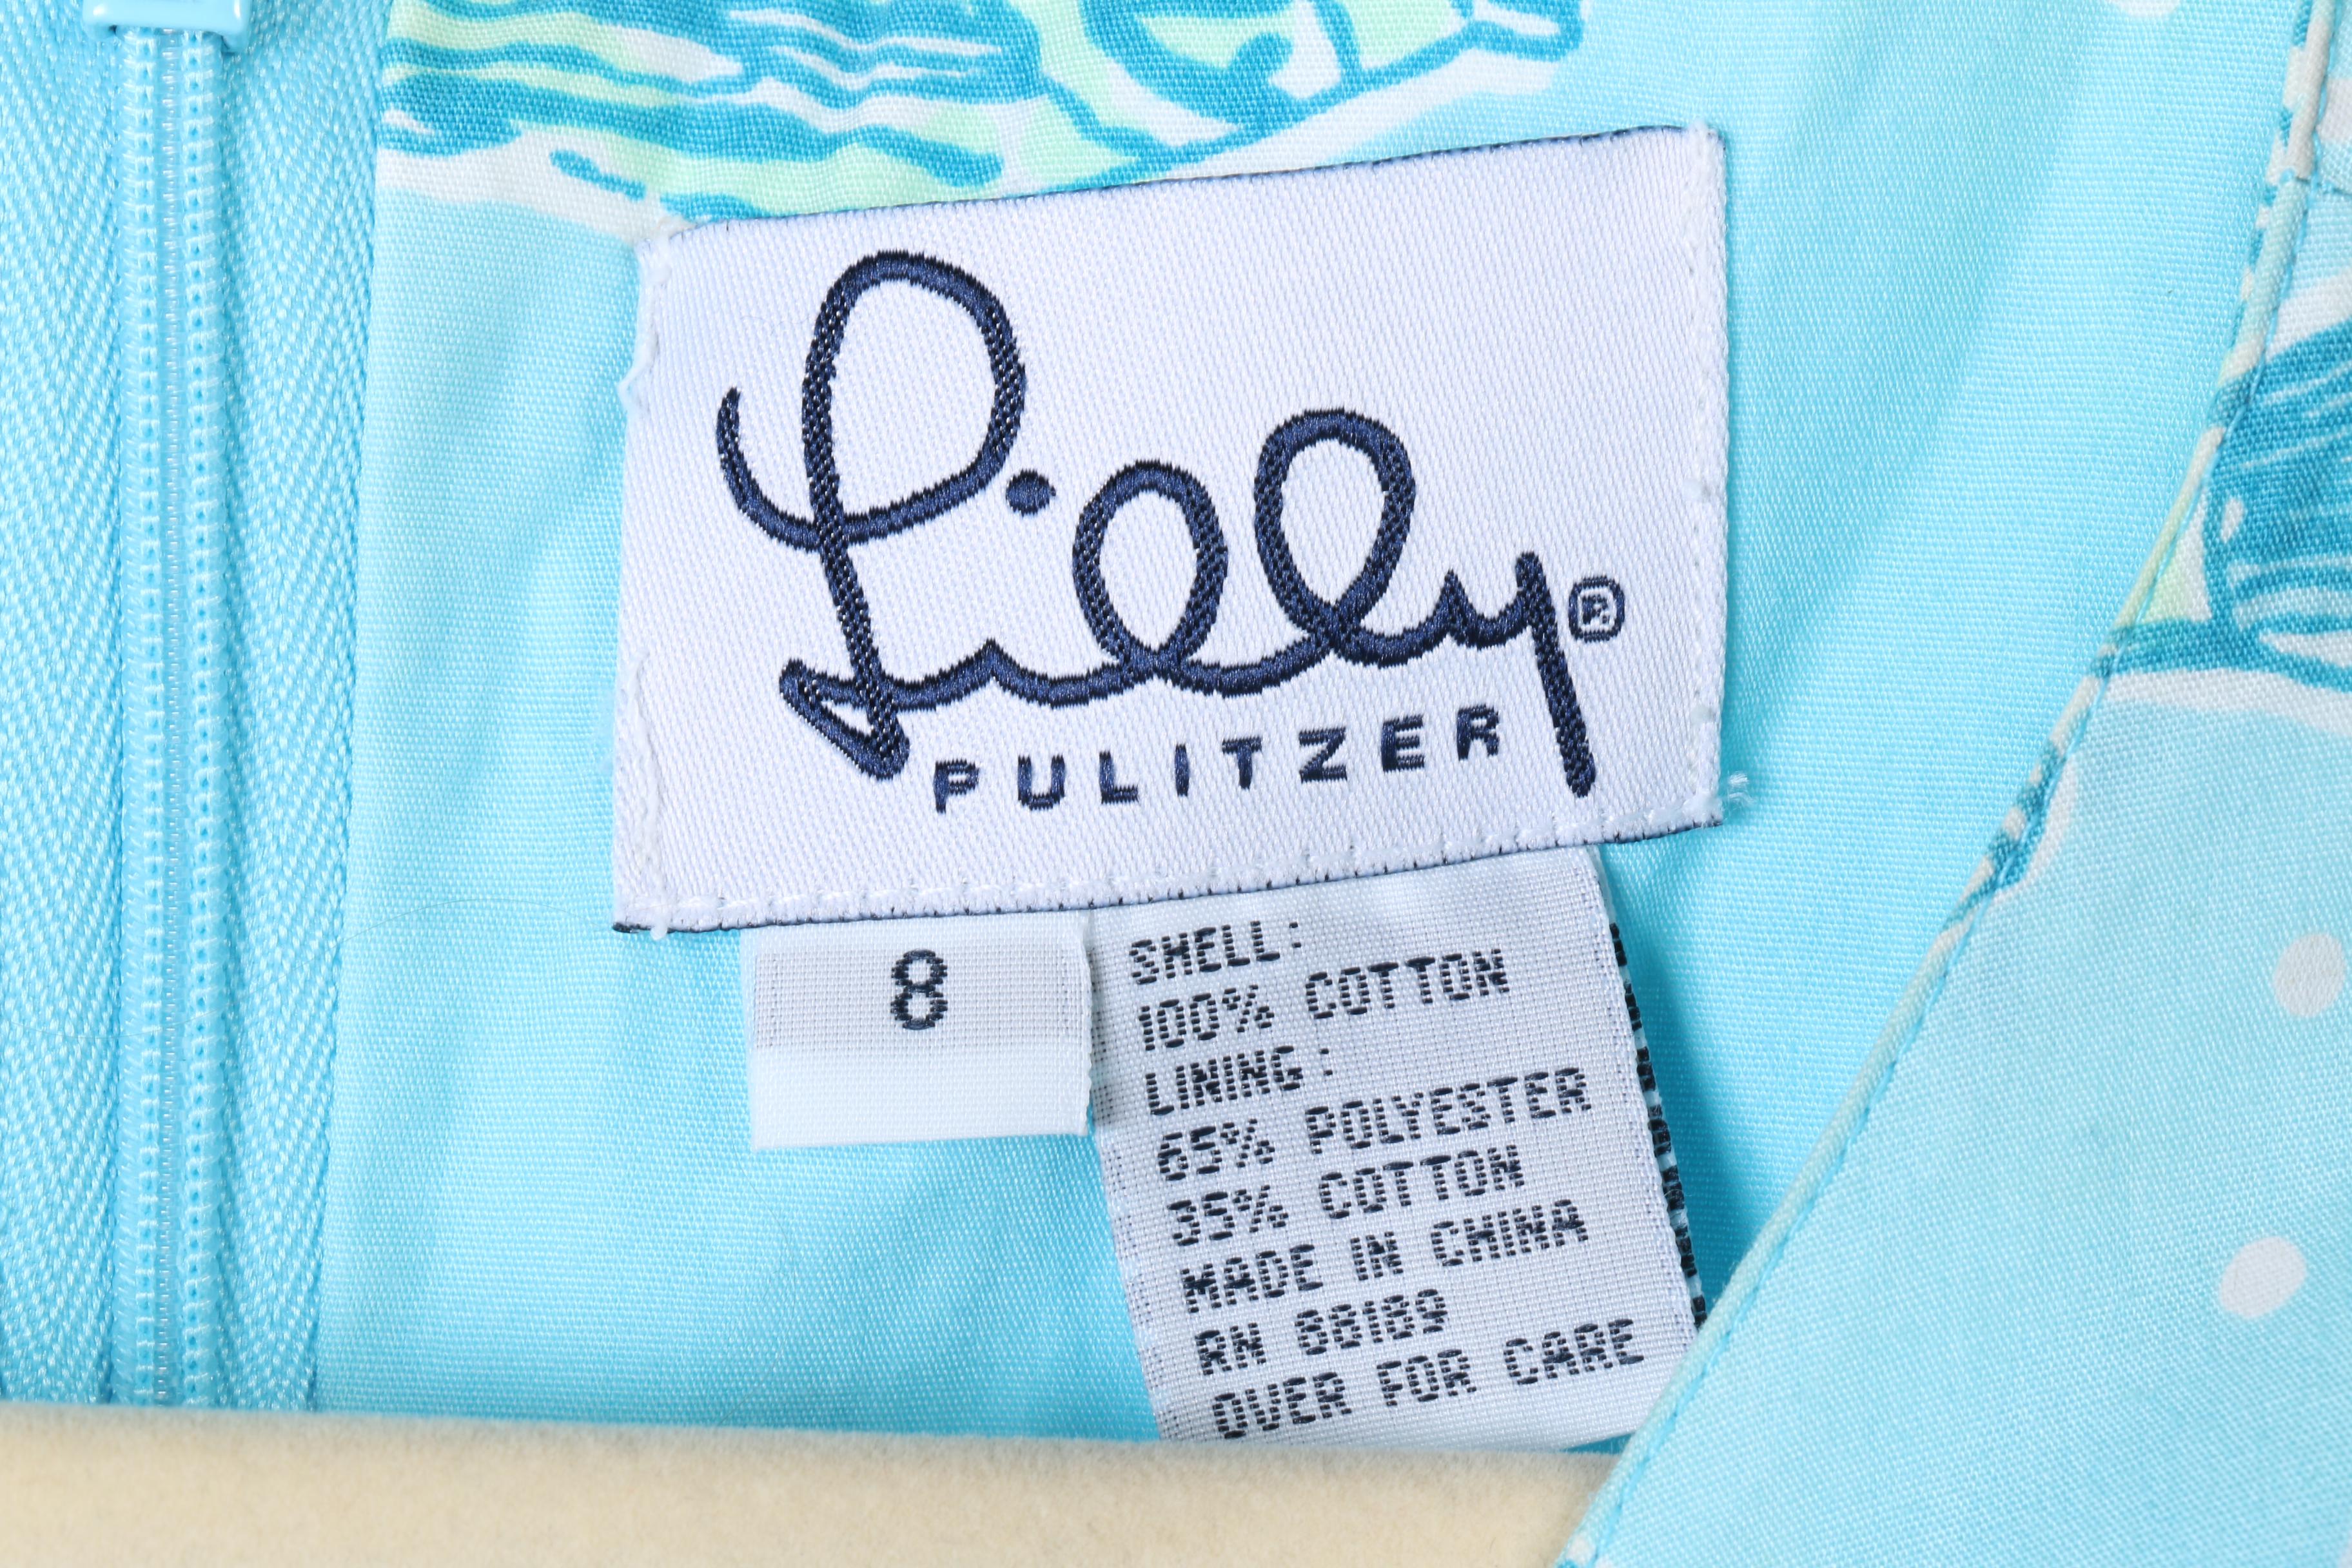 Lilly®
PULITZER
8
SHELL:
100% COTTON
LINING:
65% POLYESTER
35% COTTON
MADE IN CHINA
RN 88189
OVER FOR CARE